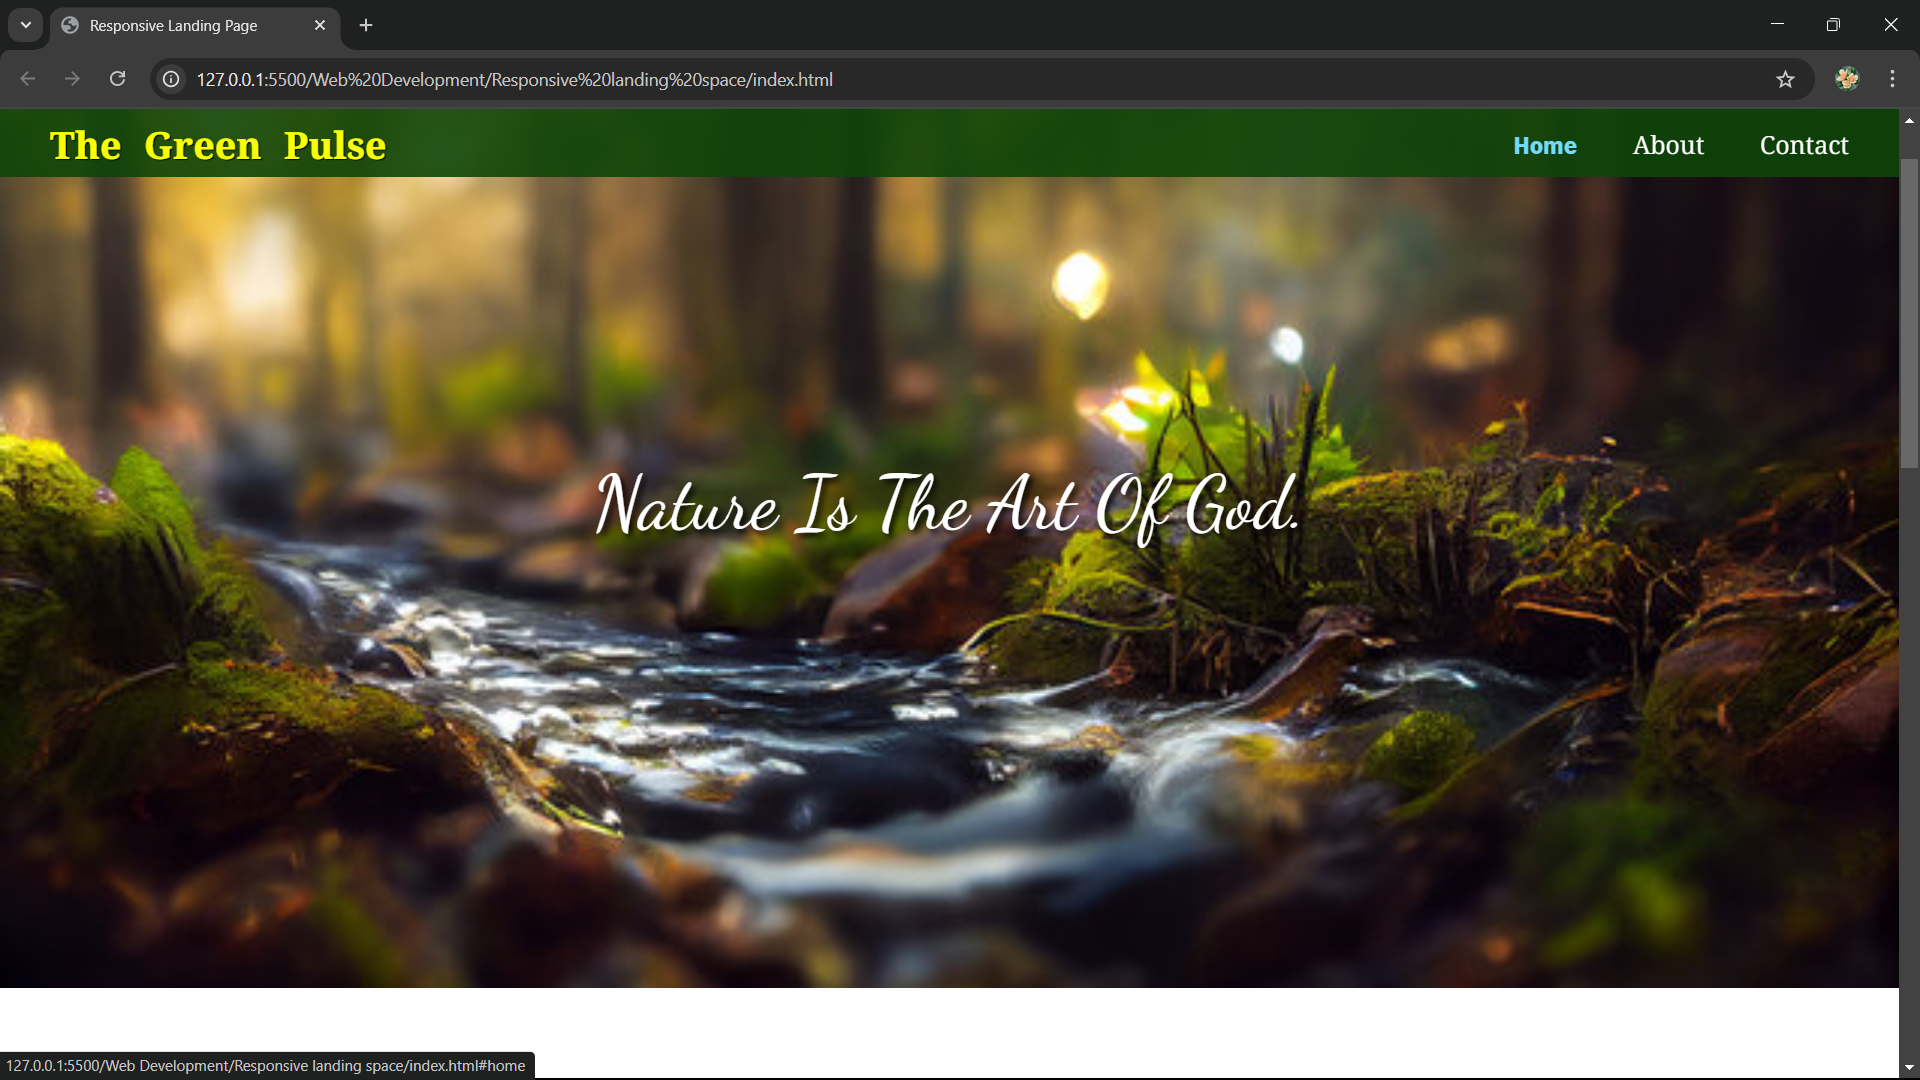 Responsive Landing Page
127.0.0.1:5500/Web%20Development/Responsive%20landing%20space/index.html
The Green Pulse
Home About Contact
Nature Is The Art Of God.
127.0.0.1:5500/Web Development/Responsive landing space/index.html#home